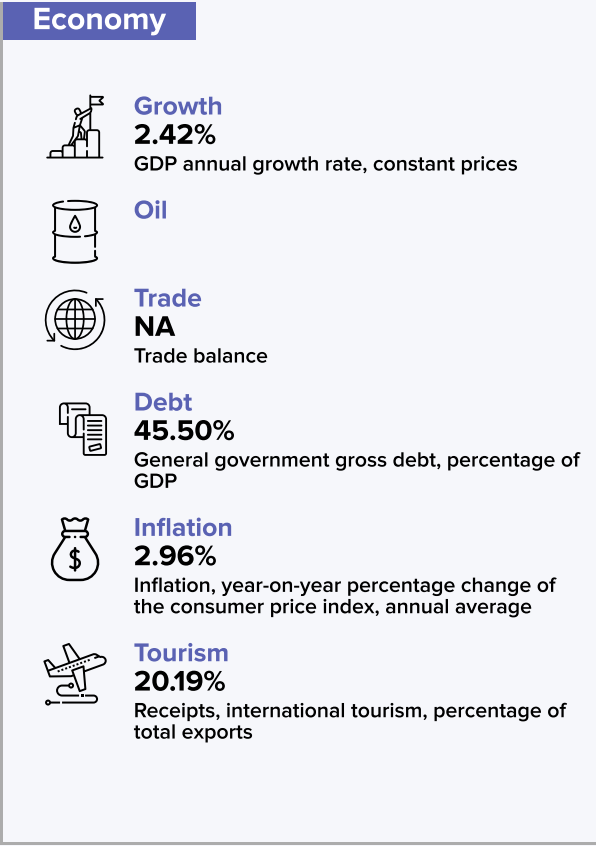 Economy
Growth
2.42%
GDP annual growth rate, constant prices
Oil
Trade
NA
Trade balance
Debt
45.50%
General government gross debt, percentage of
GDP
Inflation
$
2.96%
Inflation, year-on-year percentage change of
the consumer price index, annual average
Tourism
20.19%
Receipts, international tourism, percentage of
total exports